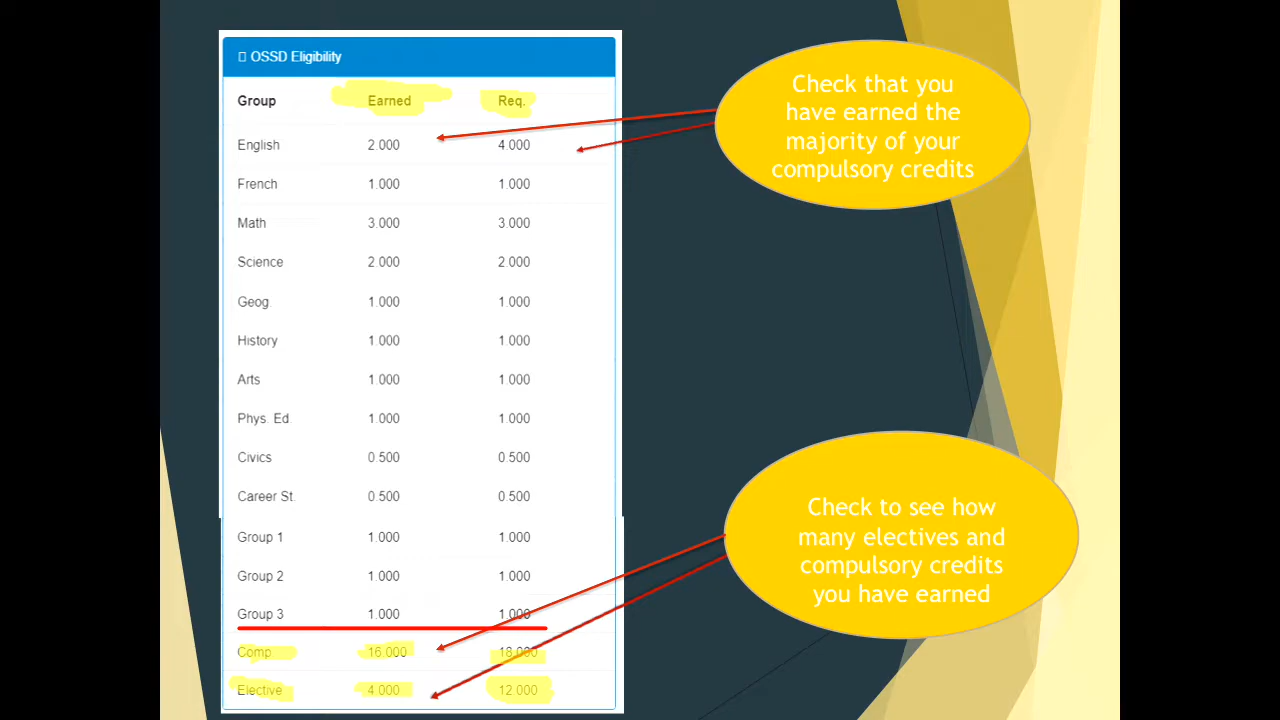 OSSD Eligibility
Group Earned Req.
English 2.000 4.000
French 1.000 1.000
Math 3.000 3.000
Science 2.000 2.000
Geog. 1.000 1.000
History 1.000 1.000
Arts 1.000 1.000
Phys. Ed. 1.000 1.000
Civics 0.500 0.500
Career St. 0.500 0.500
Group 1 1.000 1.000
Group 2 1.000 1.000
Group 3 1.000 1.000
Comp 16.000 18.000
Elective 4.000 12.000
Check that you
have earned the
majority of your
compulsory credits
Check to see how
many electives and
compulsory credits
you have earned